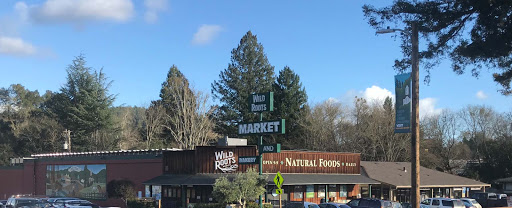 WILD
ROOTS
MARKET
AND
WILD
ROOTS
MARKET
NATURAL FOODS